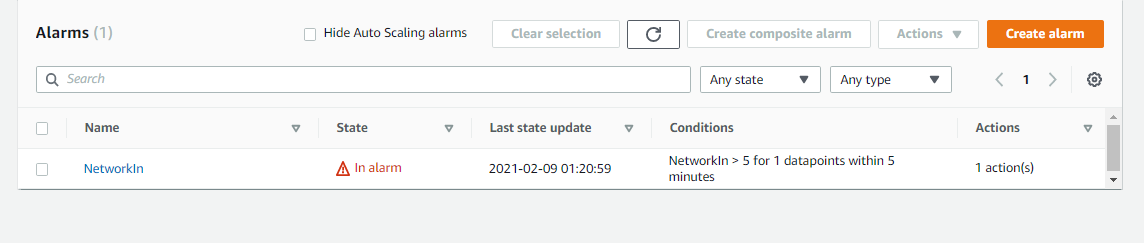 Alarms (1)
Hide Auto Scaling alarms
Clear selection
Create composite alarm
Actions
Create alarm
Search
Any state
Any type
1
Name
State
Last state update
Conditions
Actions
NetworkIn
In alarm
2021-02-09 01:20:59
NetworkIn > 5 for 1 datapoints within 5
minutes
1 action(s)